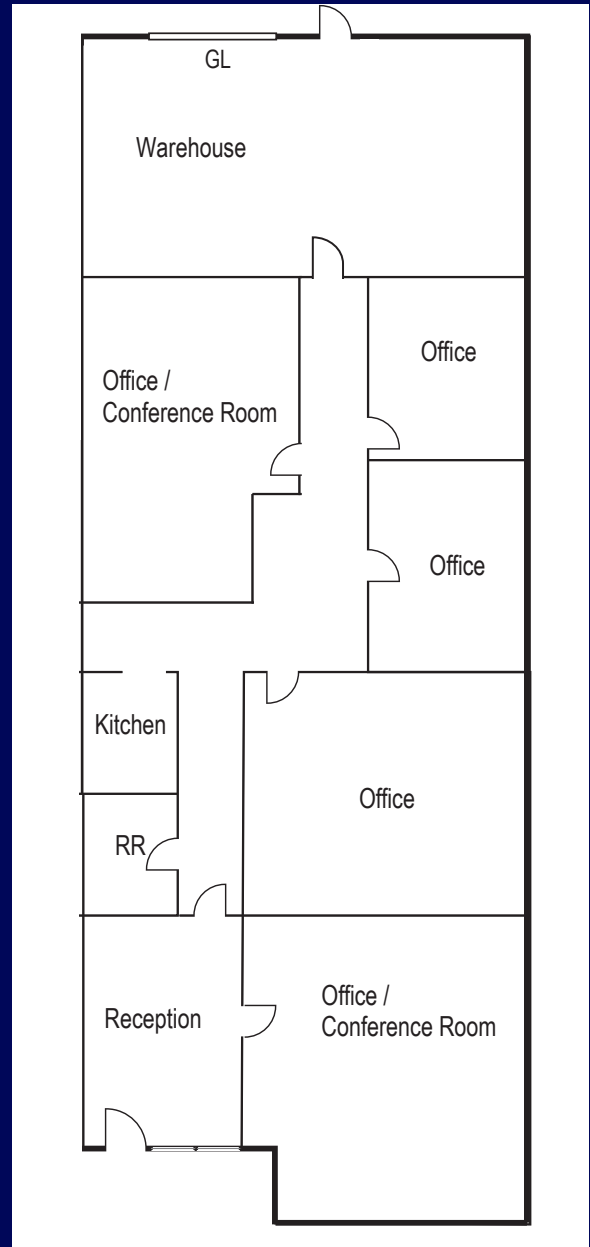 GL
Warehouse
Office
Office /
Conference Room
Office
Kitchen
Office
RR
Office /
Conference Room
Reception